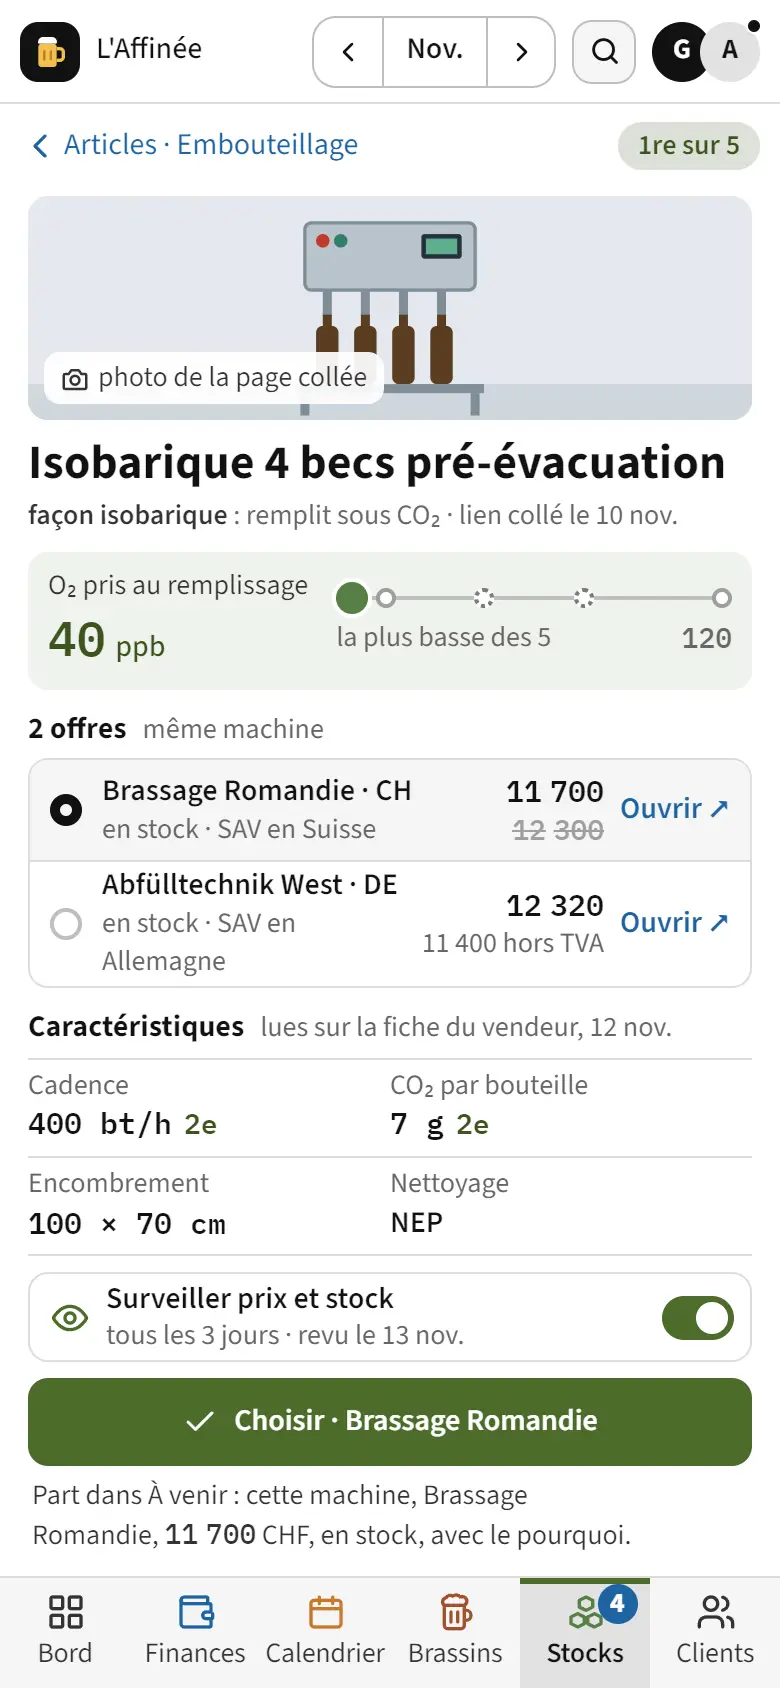 L'Affinée
Nov.
G
A
Articles · Embouteillage
1re sur 5
photo de la page collée
Isobarique 4 becs pré-évacuation
façon isobarique : remplit sous CO₂ · lien collé le 10 nov.
O₂ pris au remplissage
40 ppb
la plus basse des 5
120
2 offres même machine
Brassage Romandie · CH
11 700
en stock · SAV en Suisse
12 300
Ouvrir ↗
Abfülltechnik West · DE
12 320
en stock · SAV en
Allemagne
11 400 hors TVA
Ouvrir ↗
Caractéristiques lues sur la fiche du vendeur, 12 nov.
Cadence
400 bt/h 2e
CO₂ par bouteille
7 g 2e
Encombrement
100 × 70 cm
Nettoyage
NEP
Surveiller prix et stock
tous les 3 jours · revu le 13 nov.
Choisir · Brassage Romandie
Part dans À venir : cette machine, Brassage
Romandie, 11 700 CHF, en stock, avec le pourquoi.
Bord
Finances
Calendrier
Brassins
4
Stocks
Clients